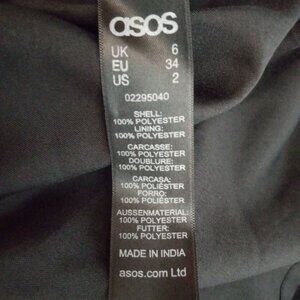 asos
UK 6
EU 34
US 2
02295040
SHELL:
100% POLYESTER
LINING:
100% POLYESTER
CARCASSE:
100% POLYESTER
DOUBLURE:
100% POLYESTER
CARCASA:
100% POLIÉSTER
FORRO:
100% POLIÉSTER
AUSSENMATERIAL:
100% POLYESTER
FUTTER:
100% POLYESTER
MADE IN INDIA
asos.com Ltd